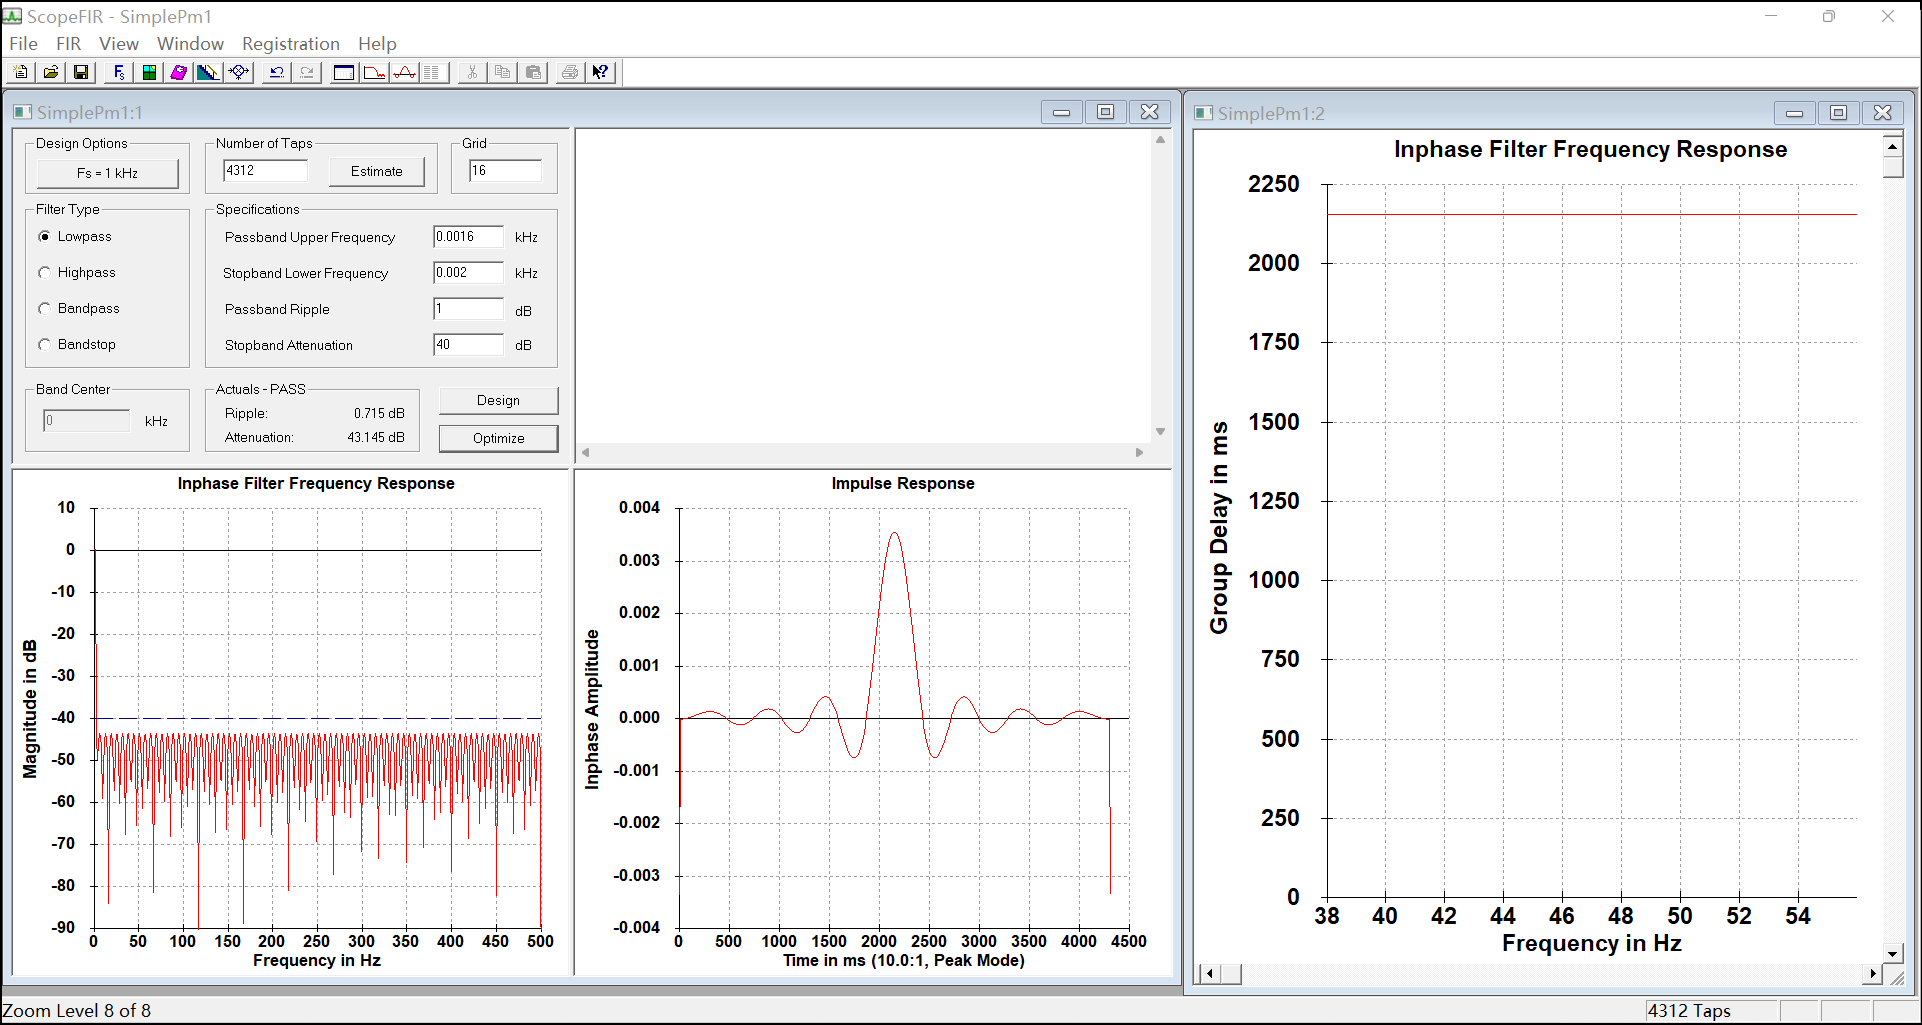 ScopeFIR - SimplePm1
File FIR View Window Registration Help
SimplePm1:1
Design Options
Fs = 1 kHz
Number of Taps
4312
Estimate
Grid
16
Filter Type
Lowpass
Highpass
Bandpass
Bandstop
Specifications
Passband Upper Frequency 0.0016 kHz
Stopband Lower Frequency 0.002 kHz
Passband Ripple 1 dB
Stopband Attenuation 40 dB
Band Center
0 kHz
Actuals - PASS
Ripple: 0.715 dB
Attenuation: 43.145 dB
Design
Optimize
Inphase Filter Frequency Response
Magnitude in dB
10
0
-10
-20
-30
-40
-50
-60
-70
-80
-90
0 50 100 150 200 250 300 350 400 450 500
Frequency in Hz
Impulse Response
Inphase Amplitude
0.004
0.003
0.002
0.001
0.000
-0.001
-0.002
-0.003
-0.004
0 500 1000 1500 2000 2500 3000 3500 4000 4500
Time in ms (10.0:1, Peak Mode)
SimplePm1:2
Inphase Filter Frequency Response
Group Delay in ms
2250
2000
1750
1500
1250
1000
750
500
250
0
38 40 42 44 46 48 50 52 54
Frequency in Hz
Zoom Level 8 of 8
4312 Taps